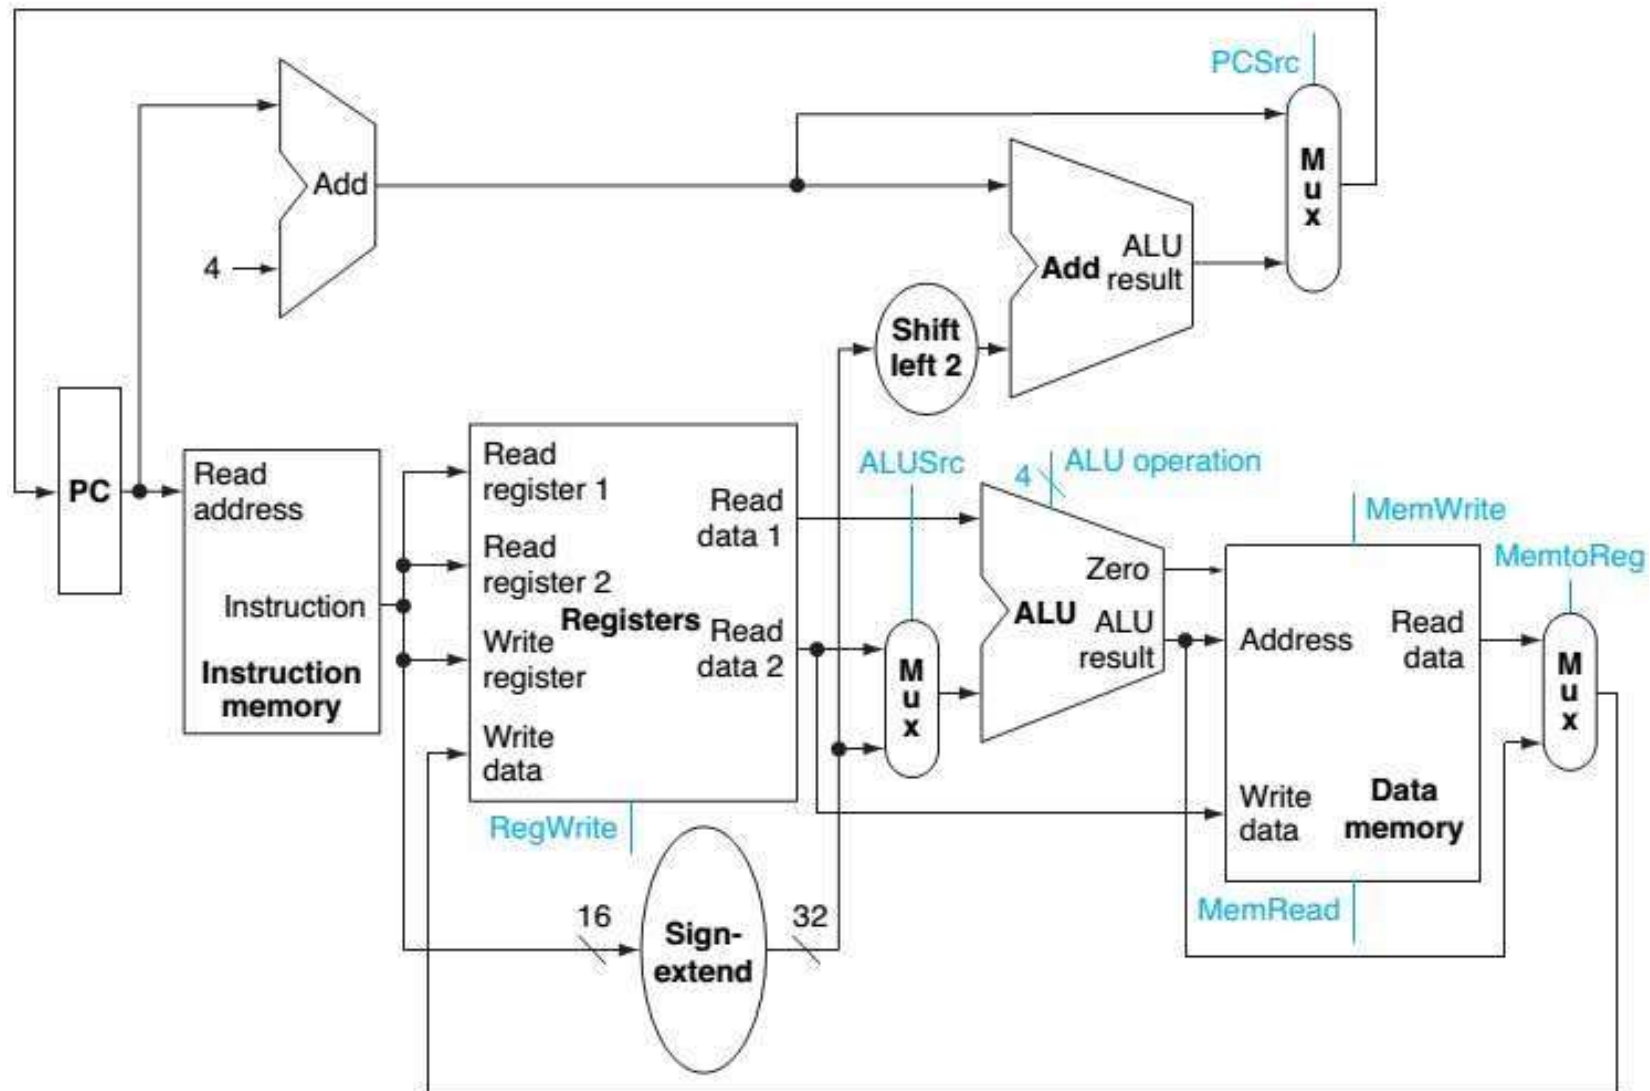 PCSrc
M
u
x
Add
4
Add
ALU
result
Shift
left 2
PC
Read
address
Instruction
Instruction
memory
Read
register 1
Read
register 2
Write
register
Write
data
Registers
Read
data 1
Read
data 2
RegWrite
16
Sign-
extend
32
ALUSrc
M
u
x
4
ALU operation
Zero
ALU
ALU
result
MemWrite
Address
Read
data
Write
data
Data
memory
MemRead
MemtoReg
M
u
x